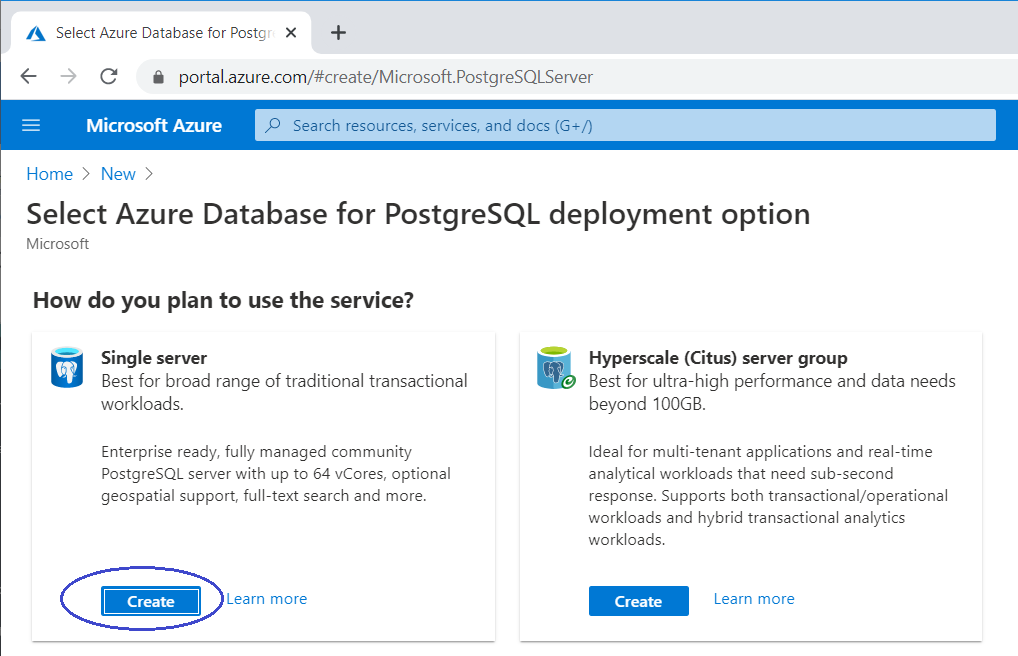 Select Azure Database for Postgr
portal.azure.com/#create/Microsoft.PostgreSQLServer
Microsoft Azure
Search resources, services, and docs (G+/)
Home > New >
Select Azure Database for PostgreSQL deployment option
Microsoft
How do you plan to use the service?
Single server
Best for broad range of traditional transactional
workloads.
Enterprise ready, fully managed community
PostgreSQL server with up to 64 vCores, optional
geospatial support, full-text search and more.
Create
Learn more
Hyperscale (Citus) server group
Best for ultra-high performance and data needs
beyond 100GB.
Ideal for multi-tenant applications and real-time
analytical workloads that need sub-second
response. Supports both transactional/operational
workloads and hybrid transactional analytics
workloads.
Create
Learn more